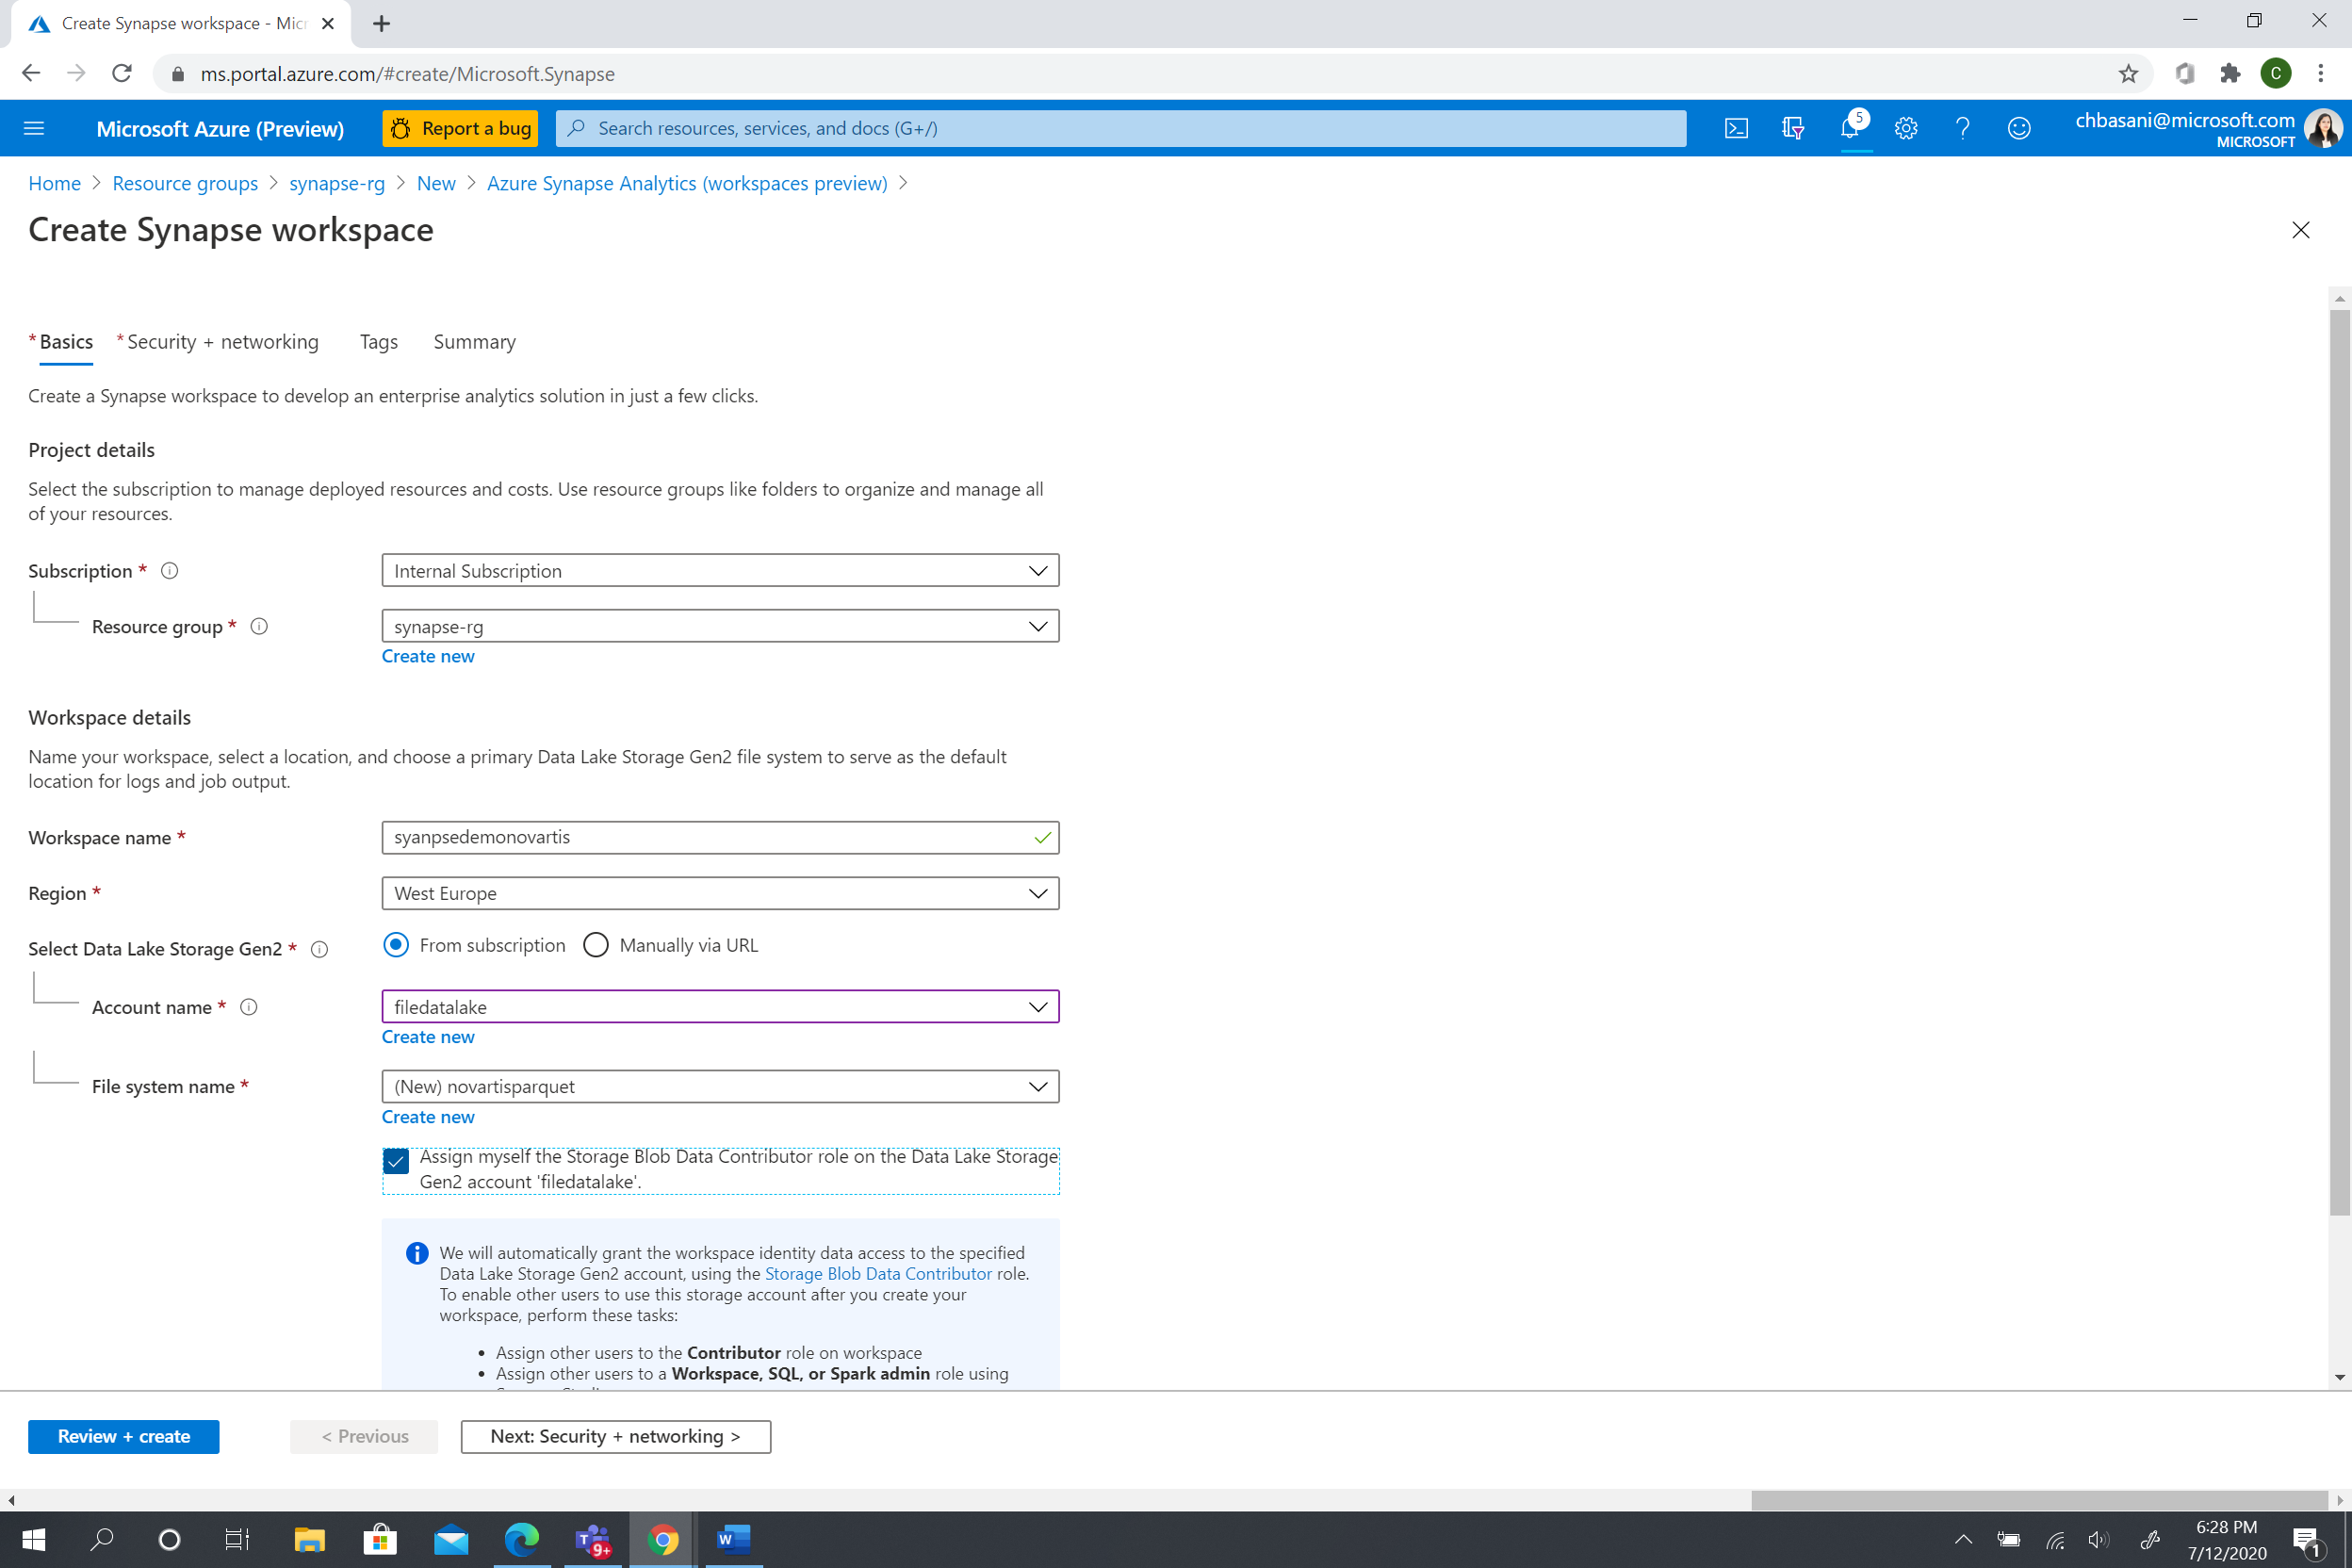 Create Synapse workspace - Micr
ms.portal.azure.com/#create/Microsoft.Synapse
C
Microsoft Azure (Preview)
Report a bug
Search resources, services, and docs (G+/)
5
chbasani@microsoft.com
MICROSOFT
Home > Resource groups > synapse-rg > New > Azure Synapse Analytics (workspaces preview) >
Create Synapse workspace
* Basics * Security + networking Tags Summary
Create a Synapse workspace to develop an enterprise analytics solution in just a few clicks.
Project details
Select the subscription to manage deployed resources and costs. Use resource groups like folders to organize and manage all
of your resources.
Subscription * Internal Subscription
Resource group * synapse-rg
Create new
Workspace details
Name your workspace, select a location, and choose a primary Data Lake Storage Gen2 file system to serve as the default
location for logs and job output.
Workspace name * syanpsedemonovartis
Region * West Europe
Select Data Lake Storage Gen2 * From subscription Manually via URL
Account name * filedatalake
Create new
File system name * (New) novartisparquet
Create new
Assign myself the Storage Blob Data Contributor role on the Data Lake Storage
Gen2 account 'filedatalake'.
We will automatically grant the workspace identity data access to the specified
Data Lake Storage Gen2 account, using the Storage Blob Data Contributor role.
To enable other users to use this storage account after you create your
workspace, perform these tasks:
• Assign other users to the Contributor role on workspace
• Assign other users to a Workspace, SQL, or Spark admin role using
Review + create
< Previous
Next: Security + networking >
T
9+
W
6:28 PM
7/12/2020
1